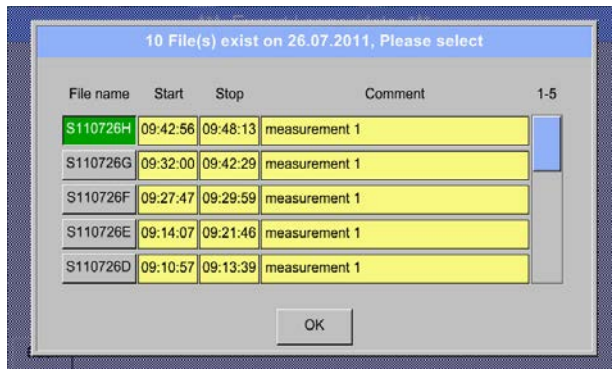 10 File(s) exist on 26.07.2011, Please select
File name Start Stop Comment 1-5
S110726H 09:42:56 09:48:13 measurement 1
S110726G 09:32:00 09:42:29 measurement 1
S110726F 09:27:47 09:29:59 measurement 1
S110726E 09:14:07 09:21:46 measurement 1
S110726D 09:10:57 09:13:39 measurement 1
OK